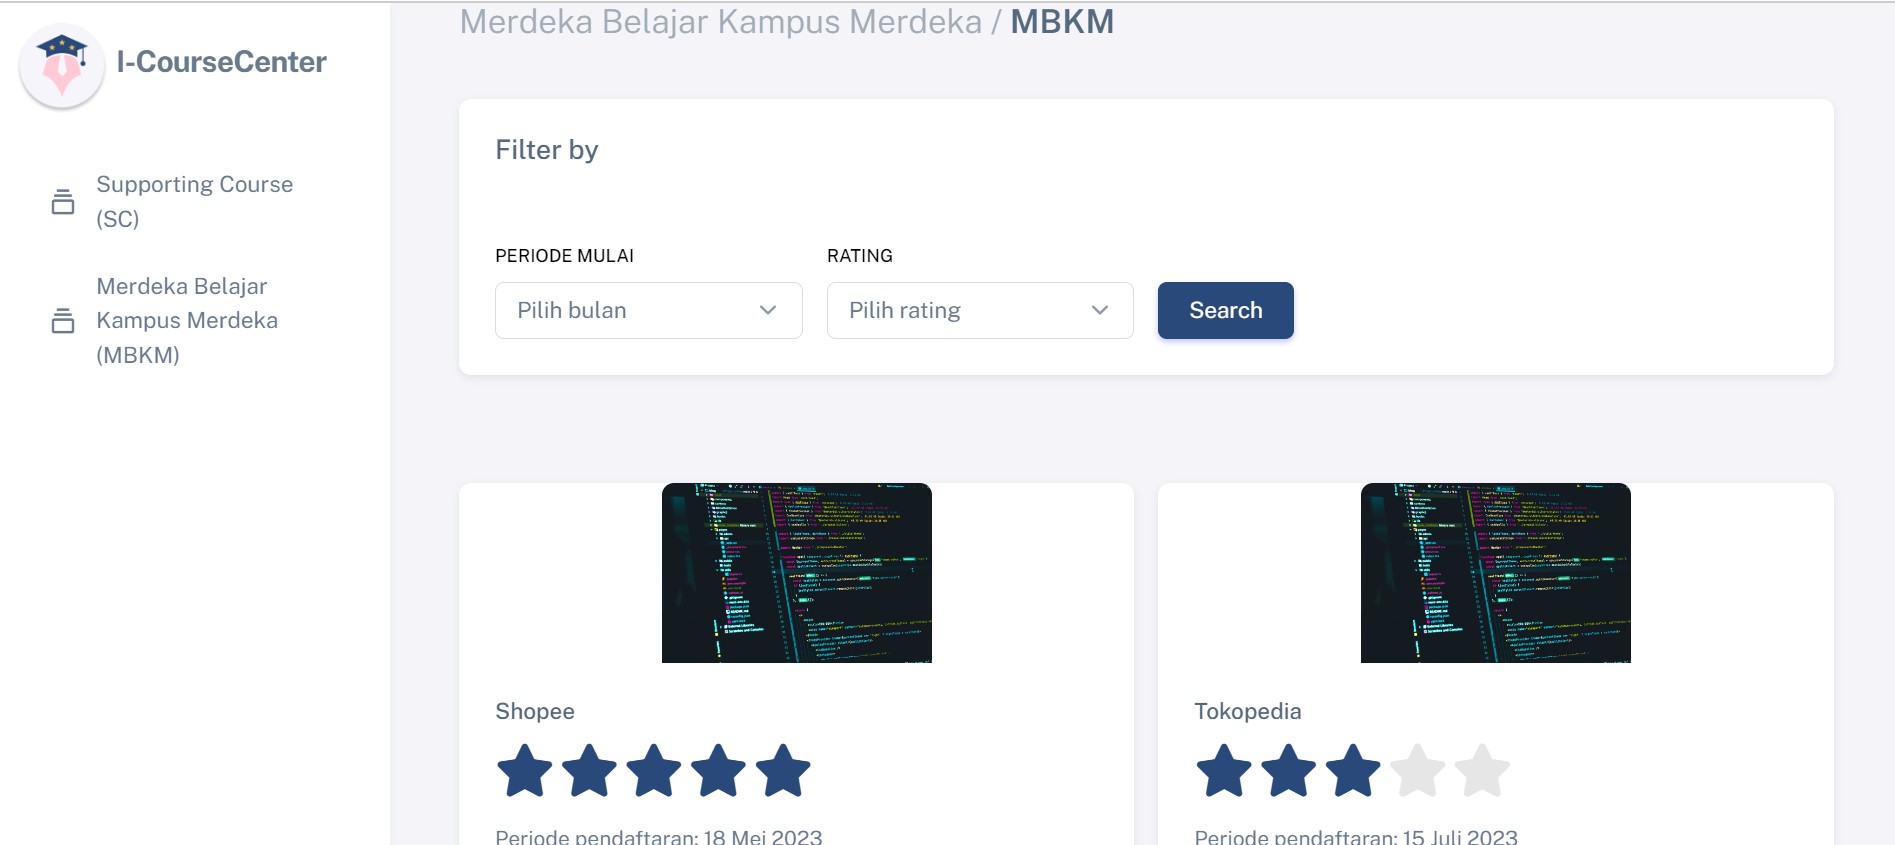 Merdeka Belajar Kampus Merdeka / MBKM
I-CourseCenter
Supporting Course
(SC)
Merdeka Belajar
Kampus Merdeka
(MBKM)
Filter by
PERIODE MULAI
RATING
Pilih bulan
Pilih rating
Search
Shopee
Periode pendaftaran: 18 Mei 2023
Tokopedia
Periode pendaftaran: 15 Juli 2023